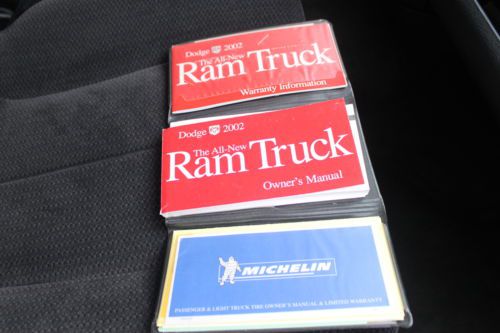 Dodge 2002
The All-New
Ram Truck
Warranty Information
Dodge 2002
The All-New
Ram Truck
Owner's Manual
MICHELIN
PASSENGER & LIGHT TRUCK TIRE OWNER'S MANUAL & LIMITED WARRANTY